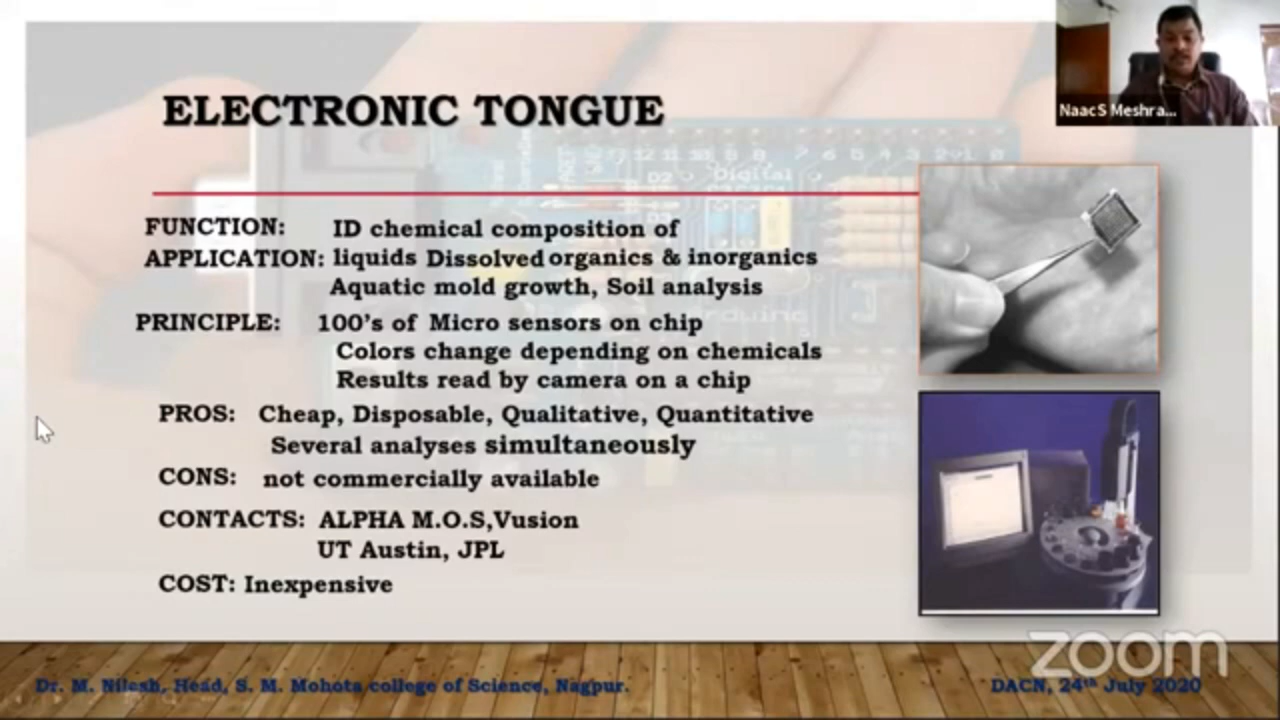 ELECTRONIC TONGUE
NaacS Meshra...
FUNCTION: ID chemical composition of
APPLICATION: liquids Dissolved organics & inorganics
Aquatic mold growth, Soil analysis
PRINCIPLE: 100's of Micro sensors on chip
Colors change depending on chemicals
Results read by camera on a chip
PROS: Cheap, Disposable, Qualitative, Quantitative
Several analyses simultaneously
CONS: not commercially available
CONTACTS: ALPHA M.O.S,Vusion
UT Austin, JPL
COST: Inexpensive
zoom
Dr. M. Nilesh, Head, S. M. Mohota college of Science, Nagpur.
DACN, 24th July 2020
Digital